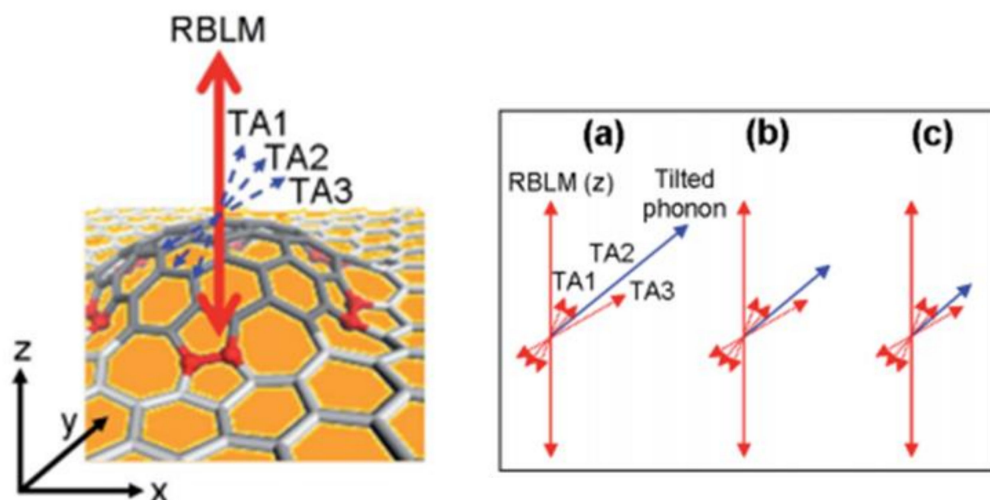 RBLM
TA1
TA2
TA3
z
y
x
(a) (b) (c)
RBLM (z)
Tilted
phonon
TA2
TA1
TA3